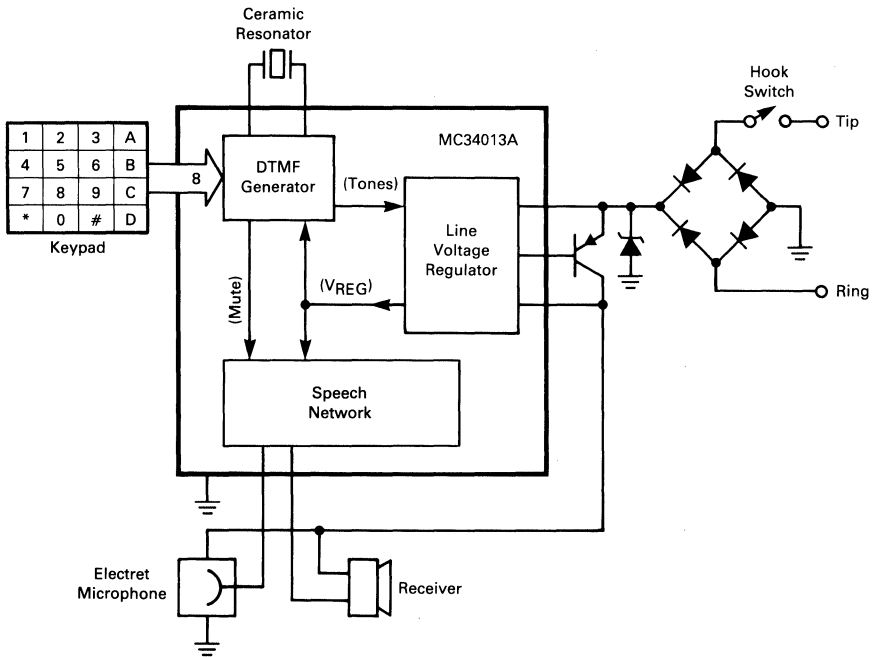 Ceramic
Resonator
Hook
Switch
Tip
MC34013A
1 2 3 A
4 5 6 B
7 8 9 C
* 0 # D
Keypad
8
DTMF
Generator
(Tones)
Line
Voltage
Regulator
(Mute)
(VREG)
Ring
Speech
Network
Electret
Microphone
Receiver